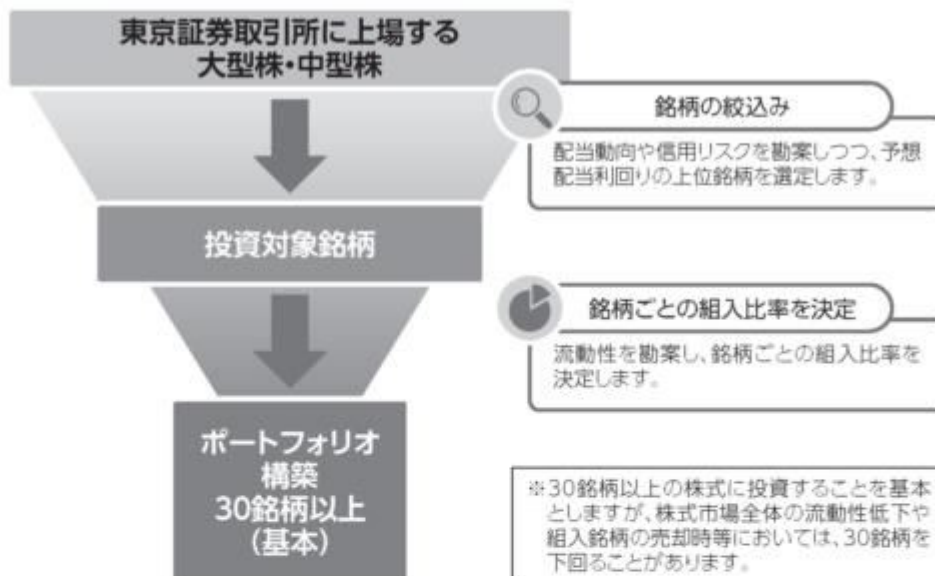 東京証券取引所に上場する
大型株・中型株
銘柄の絞込み
配当動向や信用リスクを勘案しつつ、予想
配当利回りの上位銘柄を選定します。
投資対象銘柄
銘柄ごとの組入比率を決定
流動性を勘案し、銘柄ごとの組入比率を
決定します。
ポートフォリオ
構築
30銘柄以上
(基本)
※30銘柄以上の株式に投資することを基本
としますが、株式市場全体の流動性低下や
組入銘柄の売却時等においては、30銘柄を
下回ることがあります。